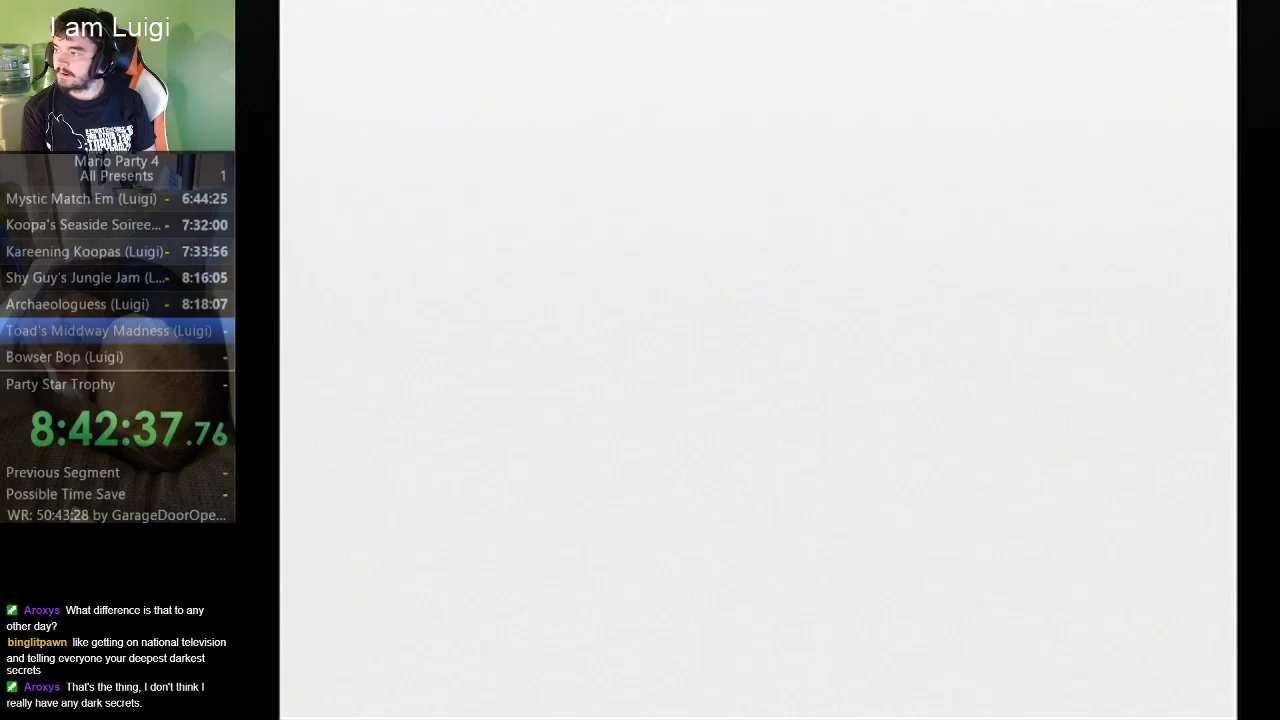 I am Luigi
Mario Party 4
All Presents 1
Mystic Match Em (Luigi) - 6:44:25
Koopa's Seaside Soiree... - 7:32:00
Kareening Koopas (Luigi) - 7:33:56
Shy Guy's Jungle Jam (L... - 8:16:05
Archaeologuess (Luigi) - 8:18:07
Toad's Middway Madness (Luigi) -
Bowser Bop (Luigi) -
Party Star Trophy -
8:42:37.76
Previous Segment -
Possible Time Save -
WR: 50:43:28 by GarageDoorOpe...
Aroxys What difference is that to any
other day?
binglitpawn like getting on national television
and telling everyone your deepest darkest
secrets
Aroxys That's the thing, I don't think I
really have any dark secrets.